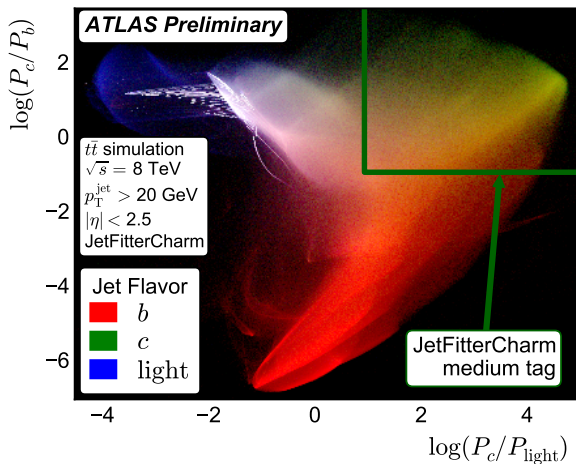 ATLAS Preliminary
log(P_c/P_b)
2
0
−2
−4
−6
tt̄ simulation
√s = 8 TeV
p_T^jet > 20 GeV
|η| < 2.5
JetFitterCharm
Jet Flavor
b
c
light
JetFitterCharm
medium tag
−4 −2 0 2 4
log(P_c/P_light)